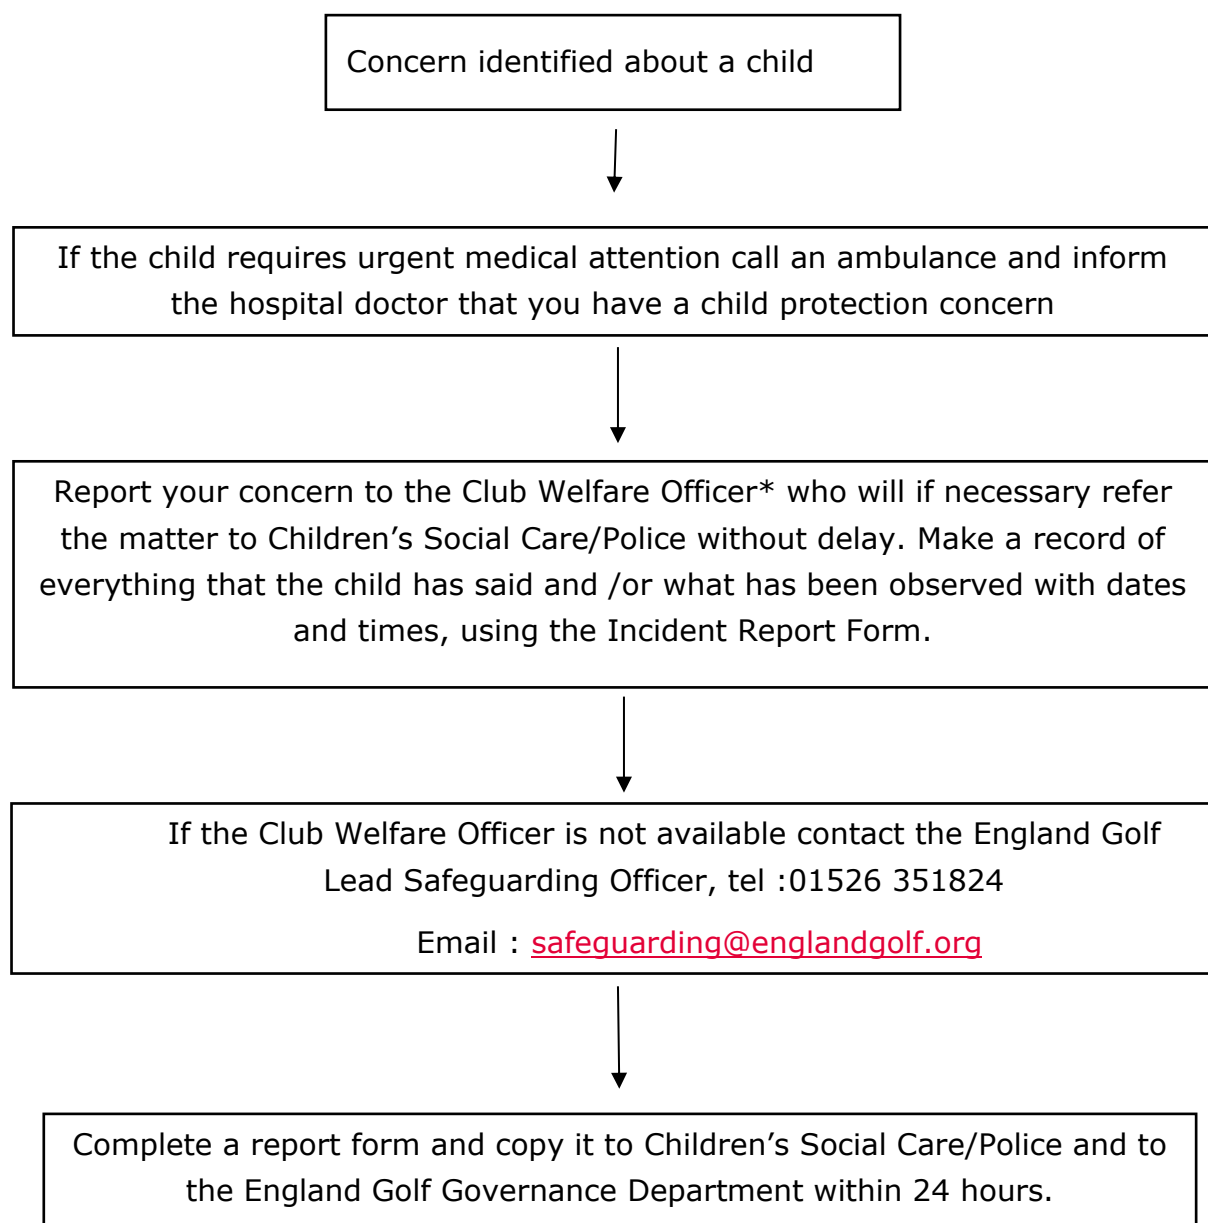 Concern identified about a child
If the child requires urgent medical attention call an ambulance and inform
the hospital doctor that you have a child protection concern
Report your concern to the Club Welfare Officer* who will if necessary refer
the matter to Children’s Social Care/Police without delay. Make a record of
everything that the child has said and /or what has been observed with dates
and times, using the Incident Report Form.
If the Club Welfare Officer is not available contact the England Golf
Lead Safeguarding Officer, tel :01526 351824
Email : safeguarding@englandgolf.org
Complete a report form and copy it to Children’s Social Care/Police and to
the England Golf Governance Department within 24 hours.